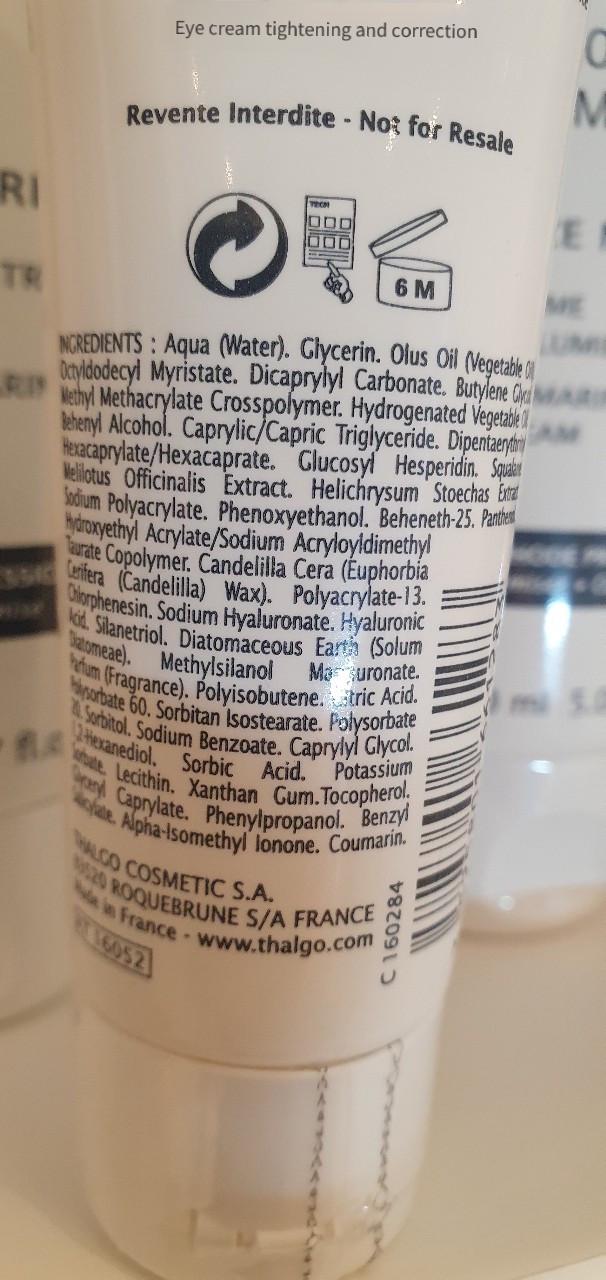 Eye cream tightening and correction
Revente Interdite - Not for Resale
TECH
6 M
INGREDIENTS : Aqua (Water). Glycerin. Olus Oil (Vegetable
Octyldodecyl Myristate. Dicaprylyl Carbonate. Butylene
Methyl Methacrylate Crosspolymer. Hydrogenated Vegetable
Behenyl Alcohol. Caprylic/Capric Triglyceride.
Hexacaprylate/Hexacaprate. Glucosyl Hesperidin. Squalane
Melilotus Officinalis Extract. Helichrysum Stoechas Extract
Sodium Polyacrylate. Phenoxyethanol. Beheneth-25.
Hydroxyethyl Acrylate/Sodium Acryloyldimethyl
Taurate Copolymer. Candelilla Cera (Euphorbia
Cerifera (Candelilla) Wax). Polyacrylate-13.
Chlorphenesin. Sodium Hyaluronate. Hyaluronic
Acid. Silanetriol. Diatomaceous Earth (Solum
Diatomeae). Methylsilanol
Parfum (Fragrance). Polyisobutene. Citric Acid.
Polysorbate 60. Sorbitan Isostearate. Polysorbate
20. Sorbitol. Sodium Benzoate. Caprylyl Glycol.
1,2-Hexanediol. Sorbic Acid. Potassium
Sorbate. Lecithin. Xanthan Gum. Tocopherol.
Glyceryl Caprylate. Phenylpropanol. Benzyl
Salicylate. Alpha-Isomethyl Ionone. Coumarin.
THALGO COSMETIC S.A.
83520 ROQUEBRUNE S/A FRANCE
Made in France - www.thalgo.com
16052
C 160284